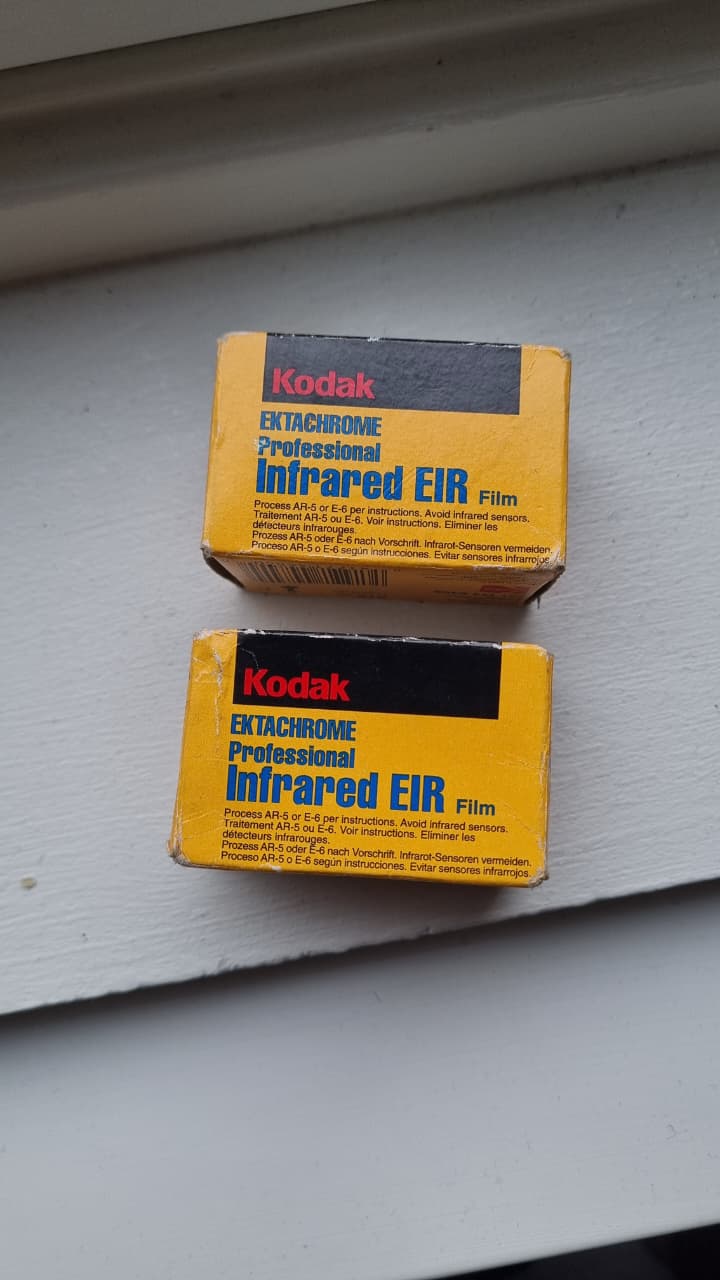 Kodak
EKTACHROME
Professional
Infrared EIR Film
Process AR-5 or E-6 per instructions. Avoid infrared sensors.
Traitement AR-5 ou E-6. Voir instructions. Eliminer les
détecteurs infrarouges.
Prozess AR-5 oder E-6 nach Vorschrift. Infrarot-Sensoren vermeiden.
Proceso AR-5 o E-6 según instrucciones. Evitar sensores infrarrojos.
Kodak
EKTACHROME
Professional
Infrared EIR Film
Process AR-5 or E-6 per instructions. Avoid infrared sensors.
Traitement AR-5 ou E-6. Voir instructions. Eliminer les
détecteurs infrarouges.
Prozess AR-5 oder E-6 nach Vorschrift. Infrarot-Sensoren vermeiden.
Proceso AR-5 o E-6 según instrucciones. Evitar sensores infrarrojos.